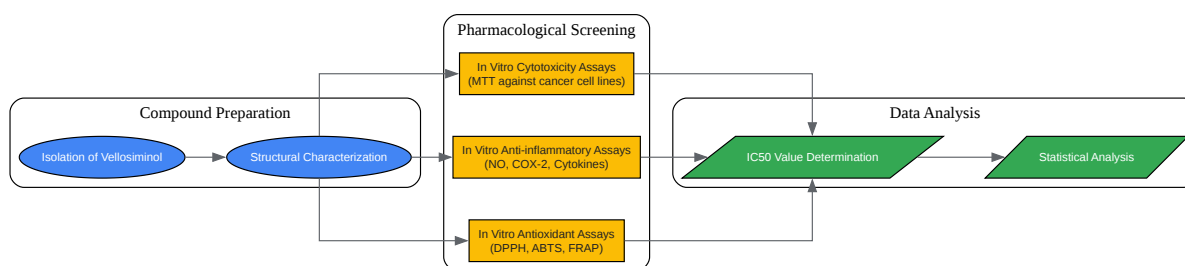 Pharmacological Screening
In Vitro Cytotoxicity Assays
(MTT against cancer cell lines)
Compound Preparation
Data Analysis
Isolation of Vellosiminol
Structural Characterization
In Vitro Anti-inflammatory Assays
(NO, COX-2, Cytokines)
IC50 Value Determination
Statistical Analysis
In Vitro Antioxidant Assays
(DPPH, ABTS, FRAP)